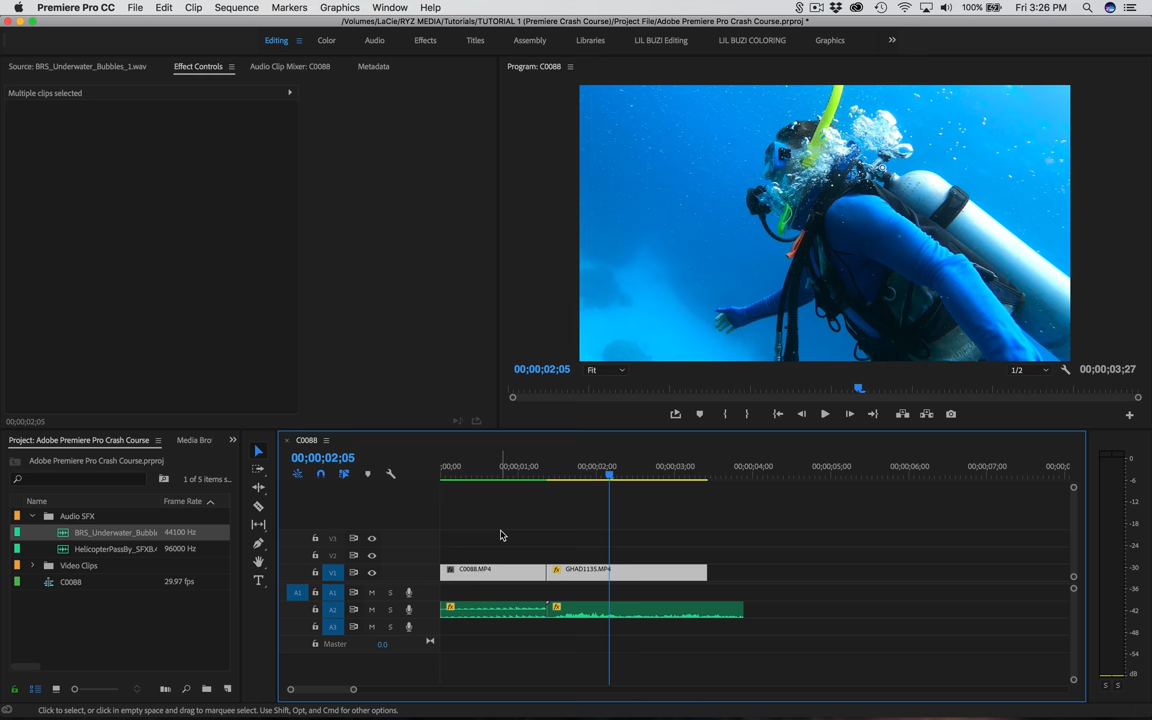 Premiere Pro CC File Edit Clip Sequence Markers Graphics Window Help 100% Fri 3:26 PM
/Volumes/LaCie/RYZ MEDIA/Tutorials/TUTORIAL 1 (Premiere Crash Course)/Project File/Adobe Premiere Pro Crash Course.prproj *
Editing Color Audio Effects Titles Assembly Libraries LIL BUZI Editing LIL BUZI COLORING Graphics
Source: BRS_Underwater_Bubbles_1.wav Effect Controls Audio Clip Mixer: C0088 Metadata Program: C0088
Multiple clips selected
00;00;02;05 Fit 1/2 00;00;03;27
00;00;02;05
Project: Adobe Premiere Pro Crash Course Media Bro C0088
Adobe Premiere Pro Crash Course.prproj 00;00;02;05
1 of 5 items s...
;00;00 00;00;01;00 00;00;02;00 00;00;03;00 00;00;04;00 00;00;05;00 00;00;06;00 00;00;07;00 00;00;0
Name Frame Rate
Audio SFX
BRS_Underwater_Bubbl 44100 Hz
HelicopterPassBy_SFXB.4 96000 Hz
Video Clips
C0088 29.97 fps
V3
V2
V1 C0088.MP4 GHAD1135.MP4
A1 A1 M S
A2 M S
A3 M S
Master 0.0
0
-6
-12
-18
-24
-30
-36
-42
-48
-54
dB
S S
Click to select, or click in empty space and drag to marquee select. Use Shift, Opt, and Cmd for other options.